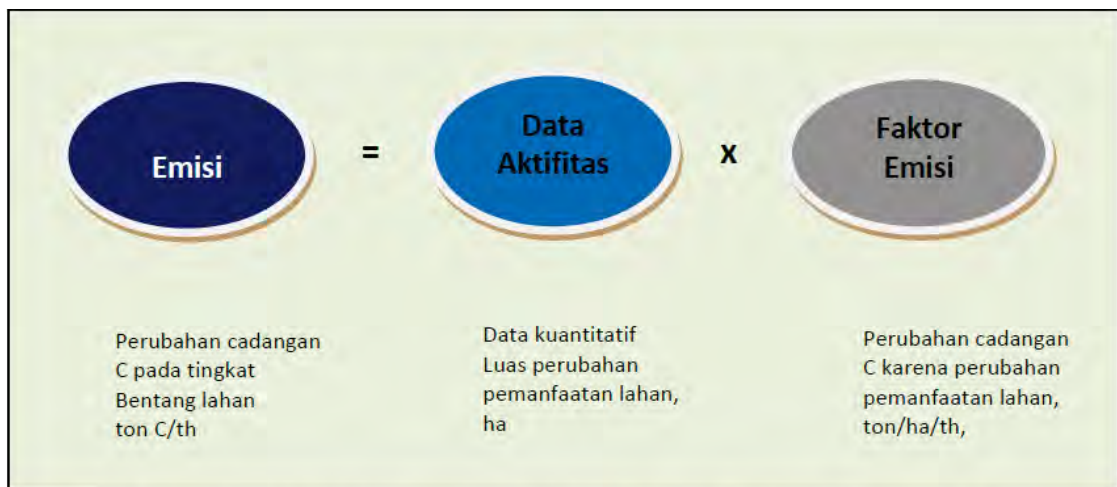 Emisi
=
Data
Aktifitas
x
Faktor
Emisi
Perubahan cadangan
C pada tingkat
Bentang lahan
ton C/th
Data kuantitatif
Luas perubahan
pemanfaatan lahan,
ha
Perubahan cadangan
C karena perubahan
pemanfaatan lahan,
ton/ha/th,